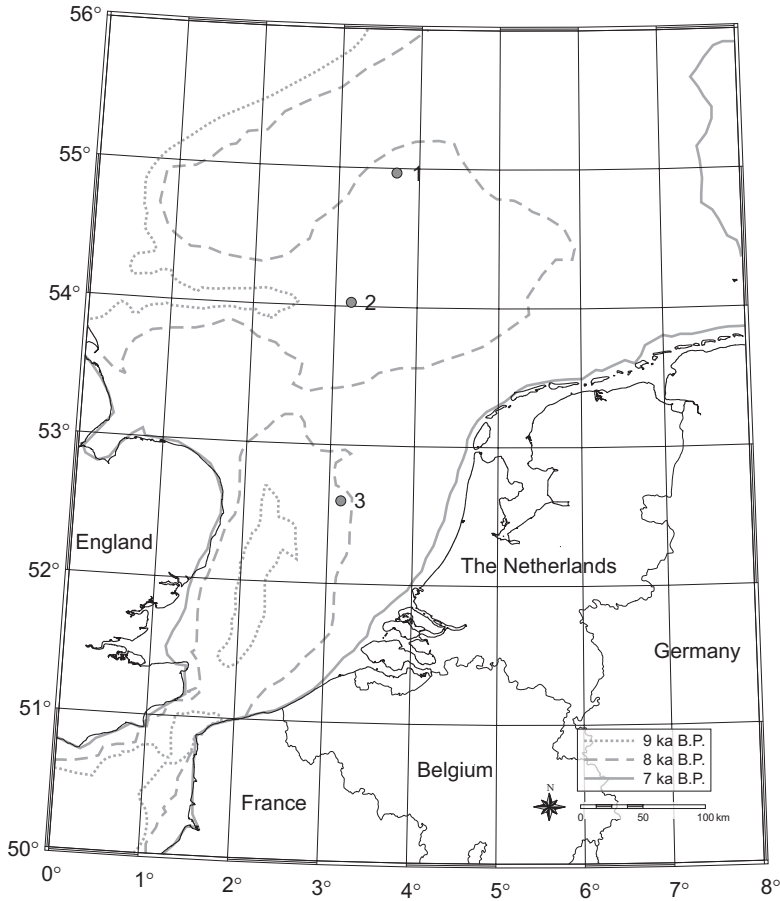 56°
55°
1
54°
2
53°
3
England
52°
The Netherlands
Germany
51°
9 ka B.P.
8 ka B.P.
7 ka B.P.
Belgium
France
N
0 50 100 km
50°
0° 1° 2° 3° 4° 5° 6° 7° 8°